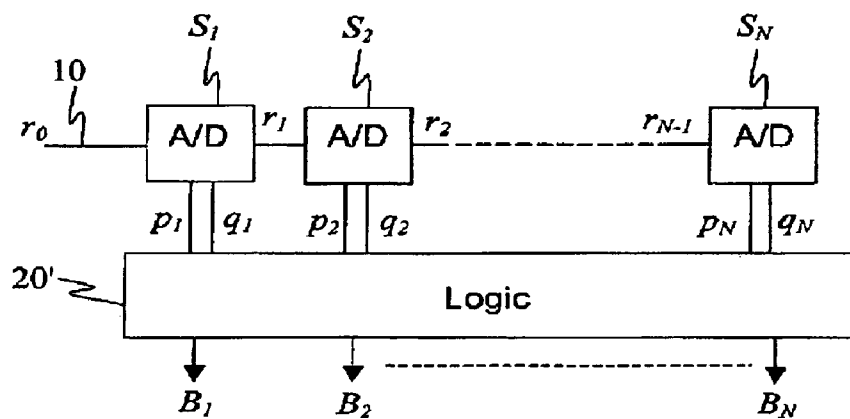 S1 S2 SN
10
r0 A/D r1 A/D r2 rN-1 A/D
p1 q1 p2 q2 pN qN
20'
Logic
B1 B2 BN